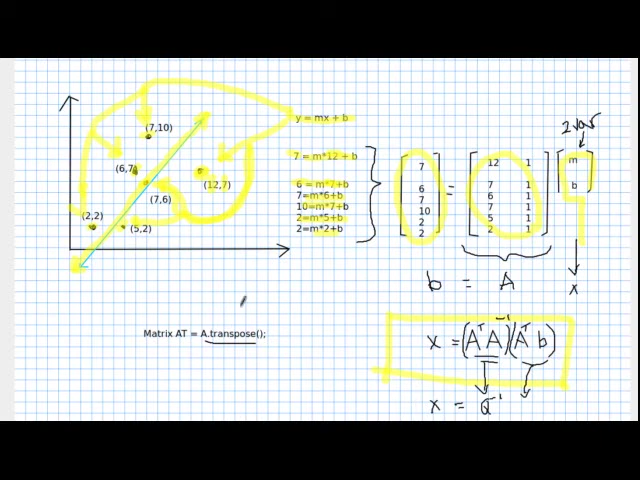 (7,10)
(6,7)
(12,7)
(7,6)
(2,2)
(5,2)
y = mx + b
7 = m*12 + b
6 = m*7+b
7=m*6+b
10=m*7+b
2=m*5+b
2=m*2+b
7
6
7
10
2
2
=
12 1
7 1
6 1
7 1
5 1
2 1
2 var
m
b
b = A
x
Matrix AT = A.transpose();
x = (AᵀA)⁻¹(Aᵀb)
x = Q⁻¹